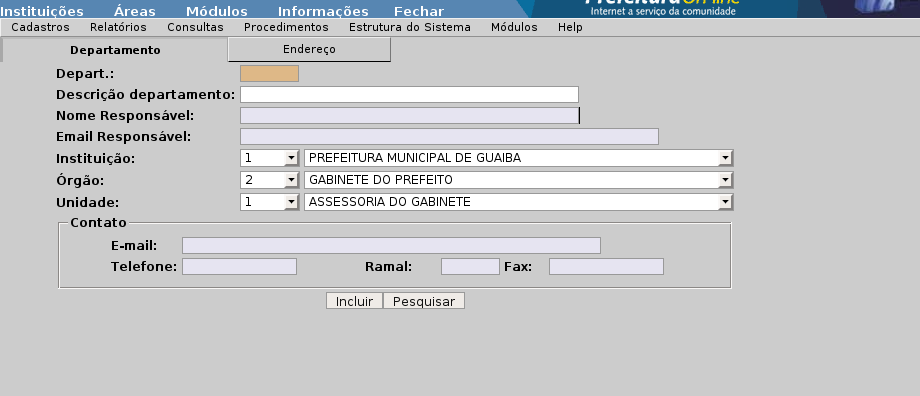 Instituições Áreas Módulos Informações Fechar
PrefeituraOn-line
Internet a serviço da comunidade
Cadastros Relatórios Consultas Procedimentos Estrutura do Sistema Módulos Help
Departamento Endereço
Depart.:
Descrição departamento:
Nome Responsável:
Email Responsável:
Instituição: 1 PREFEITURA MUNICIPAL DE GUAIBA
Órgão: 2 GABINETE DO PREFEITO
Unidade: 1 ASSESSORIA DO GABINETE
Contato
E-mail:
Telefone: Ramal: Fax:
Incluir Pesquisar